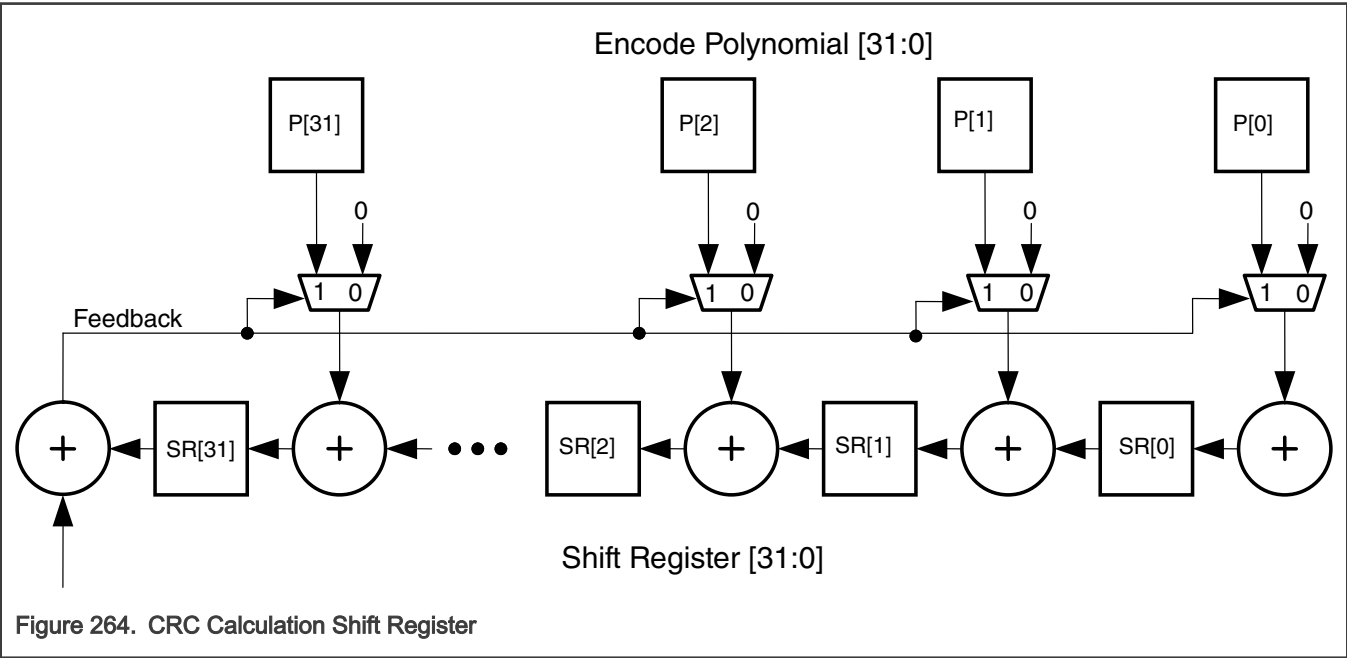 Encode Polynomial [31:0]
P[31] P[2] P[1] P[0]
0 0 0 0
1 0 1 0 1 0 1 0
Feedback
+ SR[31] + SR[2] + SR[1] + SR[0] +
Shift Register [31:0]
Figure 264. CRC Calculation Shift Register